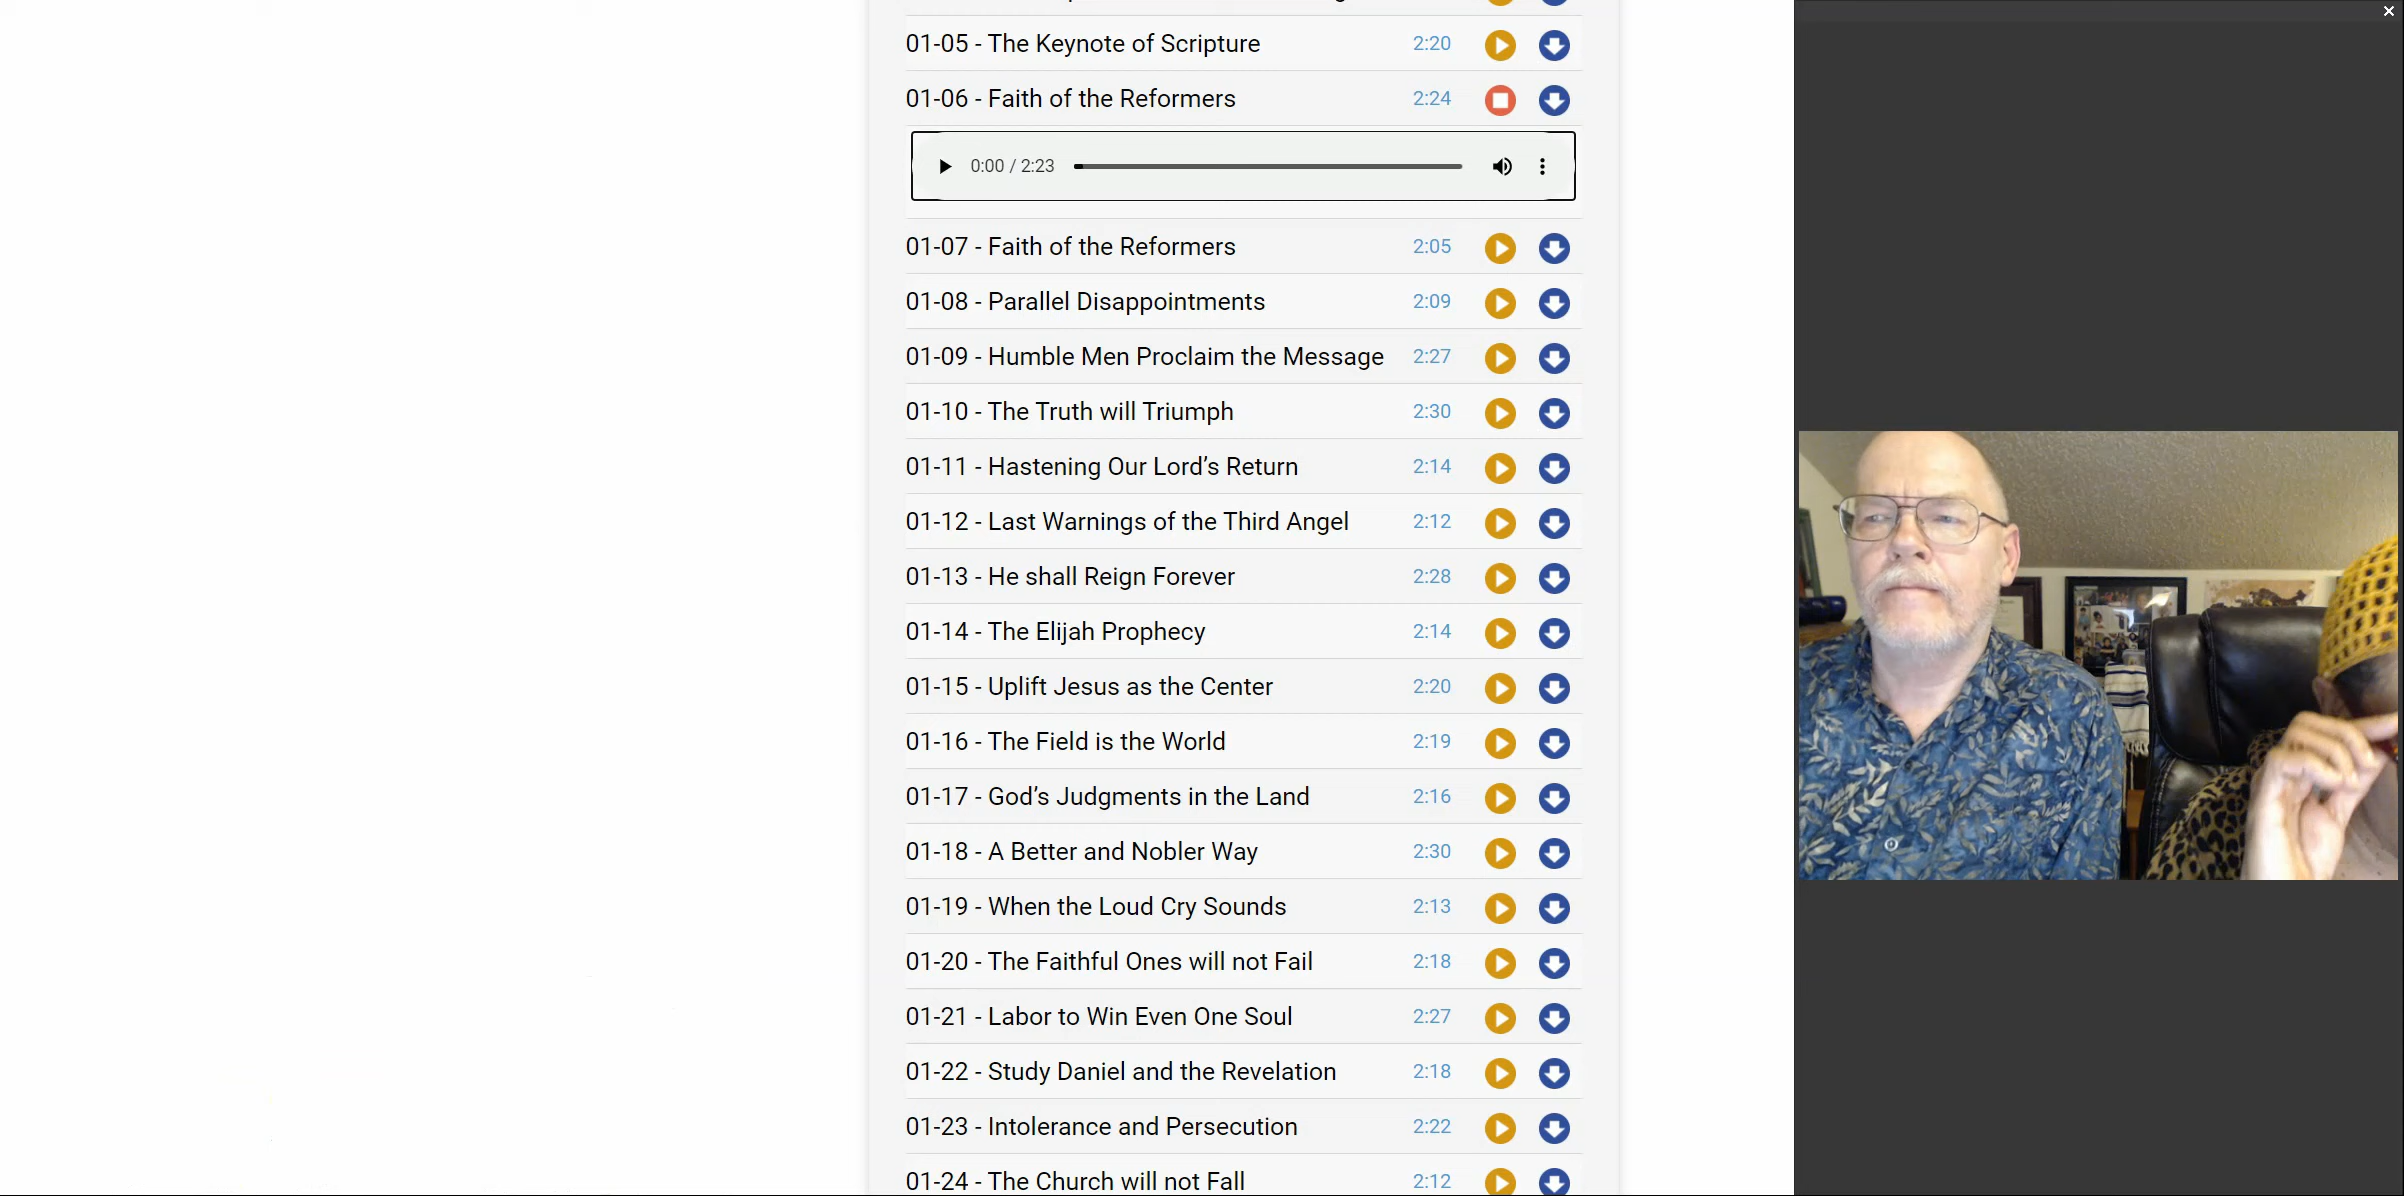 01-05 - The Keynote of Scripture 2:20
01-06 - Faith of the Reformers 2:24
0:00 / 2:23
01-07 - Faith of the Reformers 2:05
01-08 - Parallel Disappointments 2:09
01-09 - Humble Men Proclaim the Message 2:27
01-10 - The Truth will Triumph 2:30
01-11 - Hastening Our Lord’s Return 2:14
01-12 - Last Warnings of the Third Angel 2:12
01-13 - He shall Reign Forever 2:28
01-14 - The Elijah Prophecy 2:14
01-15 - Uplift Jesus as the Center 2:20
01-16 - The Field is the World 2:19
01-17 - God’s Judgments in the Land 2:16
01-18 - A Better and Nobler Way 2:30
01-19 - When the Loud Cry Sounds 2:13
01-20 - The Faithful Ones will not Fail 2:18
01-21 - Labor to Win Even One Soul 2:27
01-22 - Study Daniel and the Revelation 2:18
01-23 - Intolerance and Persecution 2:22
01-24 - The Church will not Fall 2:12